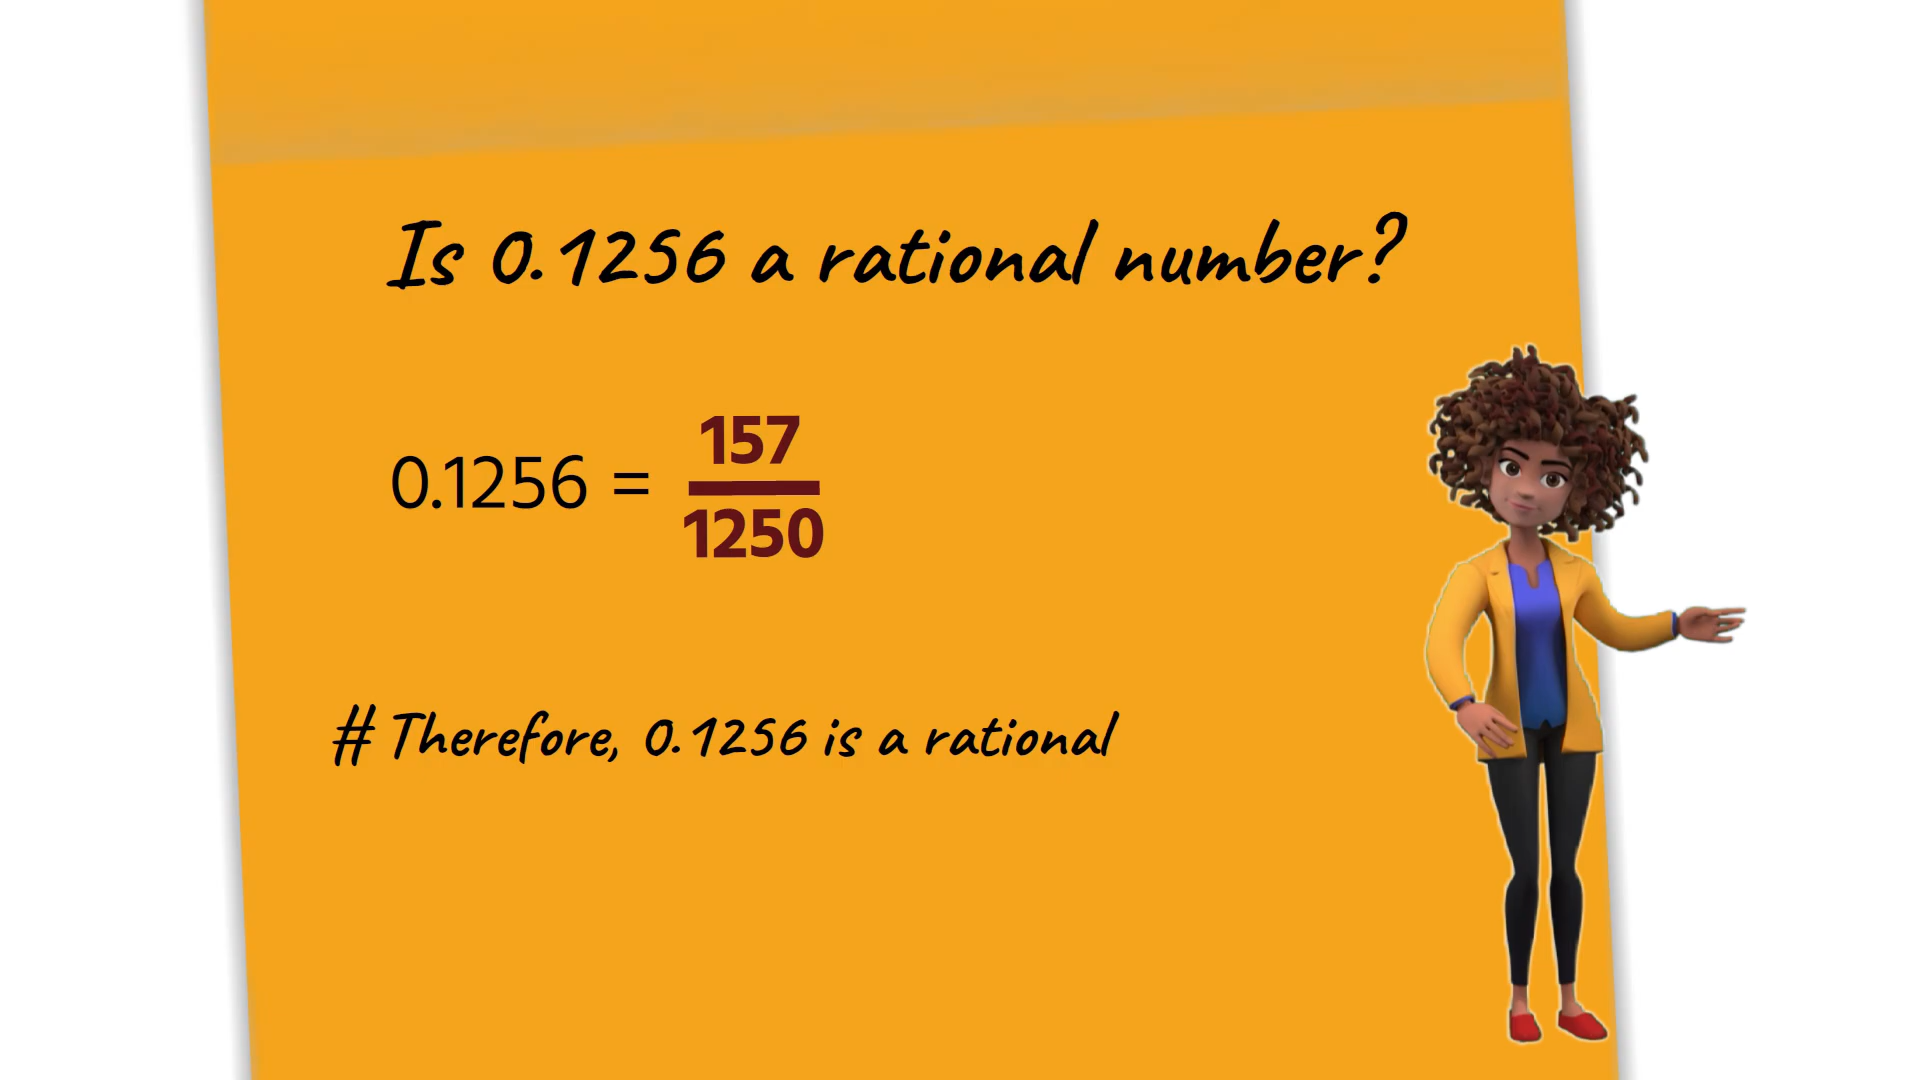 Is 0.1256 a rational number?
157
0.1256 =
1250
# Therefore, 0.1256 is a rational